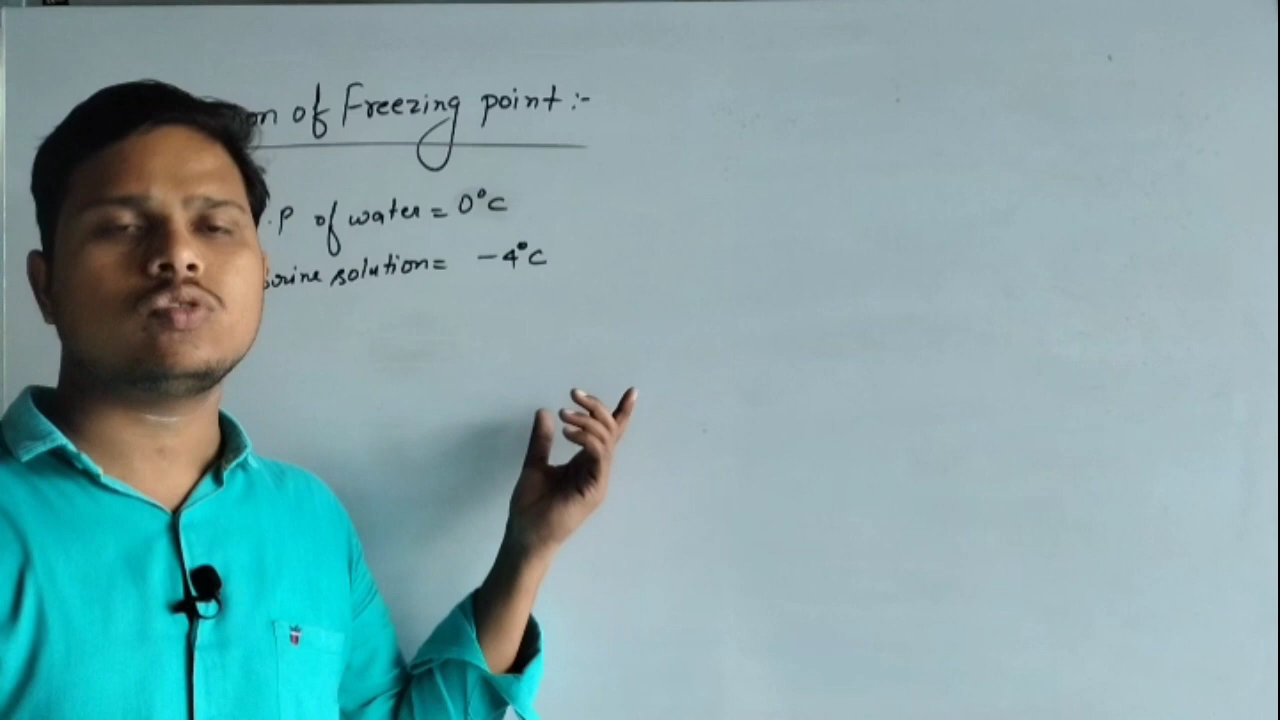 on of Freezing point :-
.P of water = 0°C
brine solution = -4°C